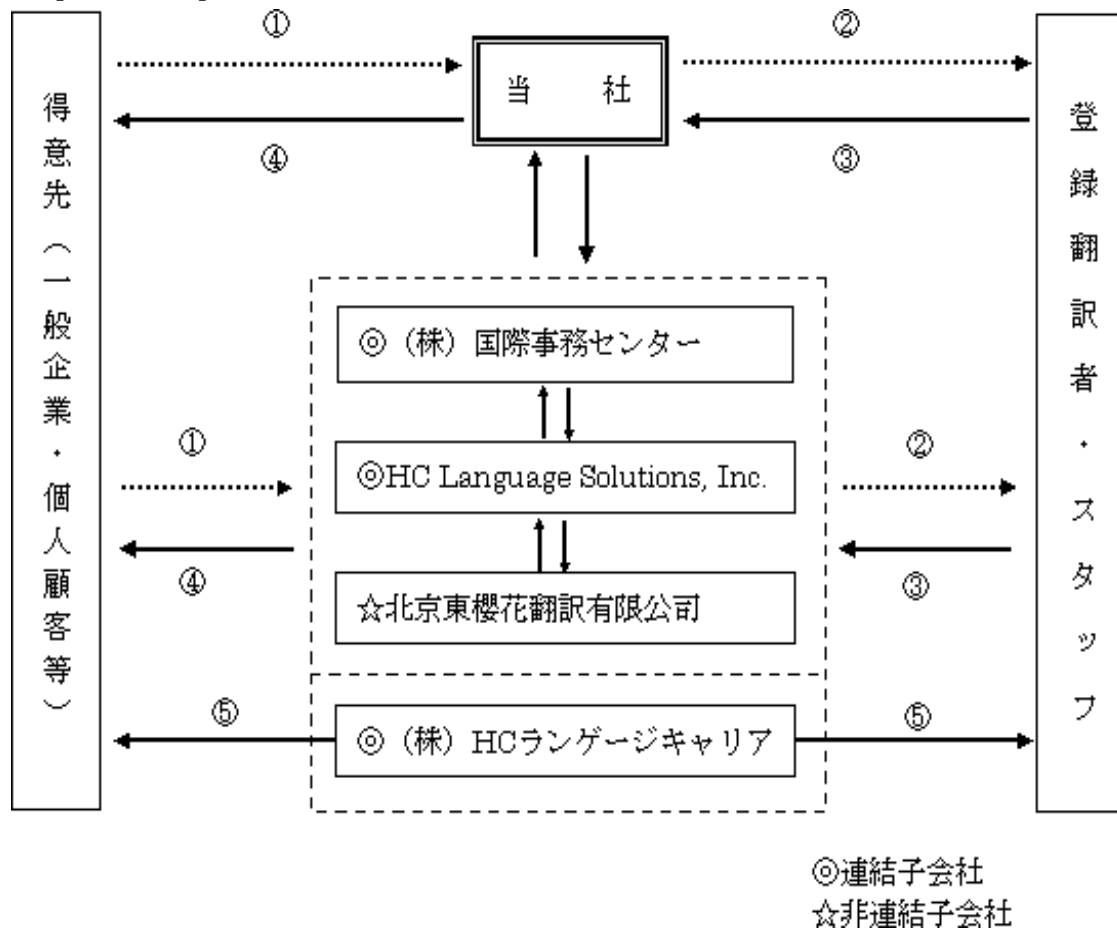 ① ②
得意先（一般企業・個人顧客等）
当　　社
登録翻訳者・スタッフ
④ ③
◎（株）国際事務センター
① ②
◎HC Language Solutions, Inc.
④ ③
☆北京東櫻花翻訳有限公司
⑤ ⑤
◎（株）HCランゲージキャリア
◎連結子会社
☆非連結子会社